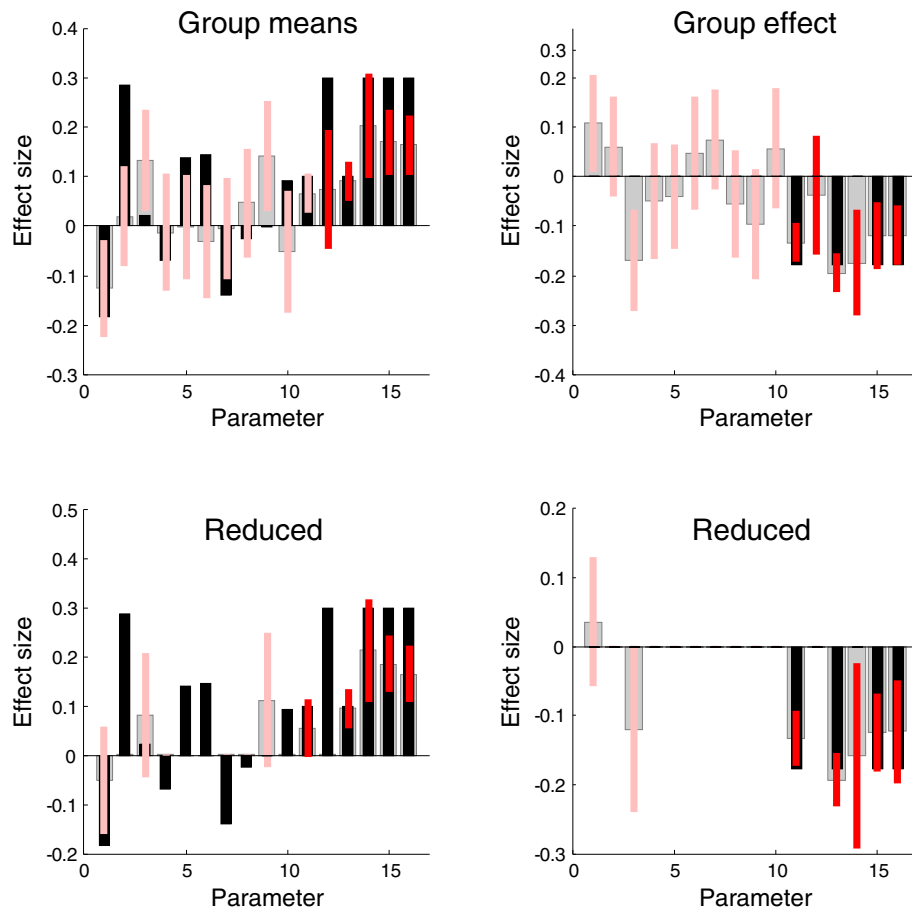 Group means
Effect size
0.4
0.3
0.2
0.1
0
-0.1
-0.2
-0.3
0 5 10 15
Parameter
Group effect
Effect size
0.3
0.2
0.1
0
-0.1
-0.2
-0.3
-0.4
0 5 10 15
Parameter
Reduced
Effect size
0.5
0.4
0.3
0.2
0.1
0
-0.1
-0.2
0 5 10 15
Parameter
Reduced
Effect size
0.2
0.1
0
-0.1
-0.2
-0.3
0 5 10 15
Parameter